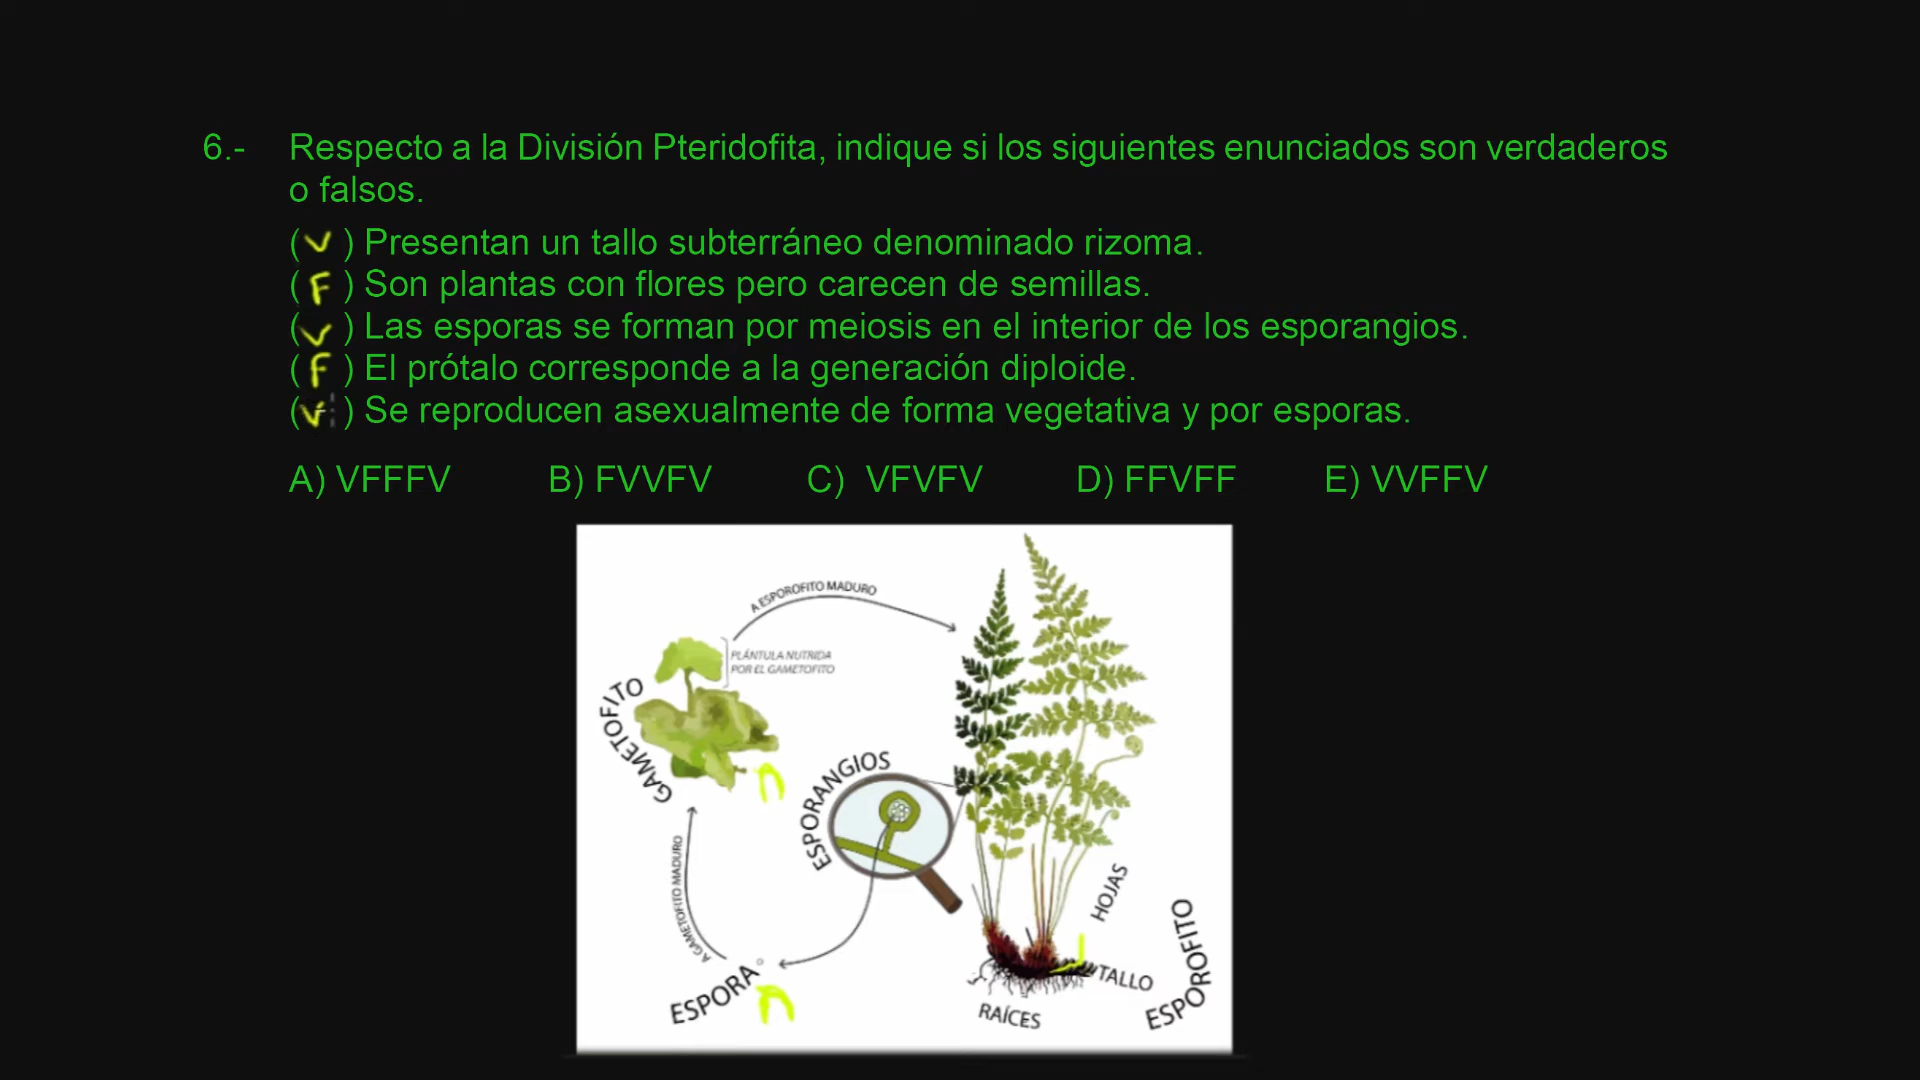 6.- Respecto a la División Pteridofita, indique si los siguientes enunciados son verdaderos
o falsos.
(V) Presentan un tallo subterráneo denominado rizoma.
(F) Son plantas con flores pero carecen de semillas.
(V) Las esporas se forman por meiosis en el interior de los esporangios.
(F) El prótalo corresponde a la generación diploide.
(V) Se reproducen asexualmente de forma vegetativa y por esporas.
A) VFFFV B) FVVFV C) VFVFV D) FFVFF E) VVFFV
A ESPOROFITO MADURO
PLÁNTULA NUTRIDA
POR EL GAMETOFITO
GAMETOFITO
n
ESPORANGIOS
A GAMETOFITO MADURO
HOJAS
ESPOROFITO
TALLO
ESPORA
n
RAÍCES